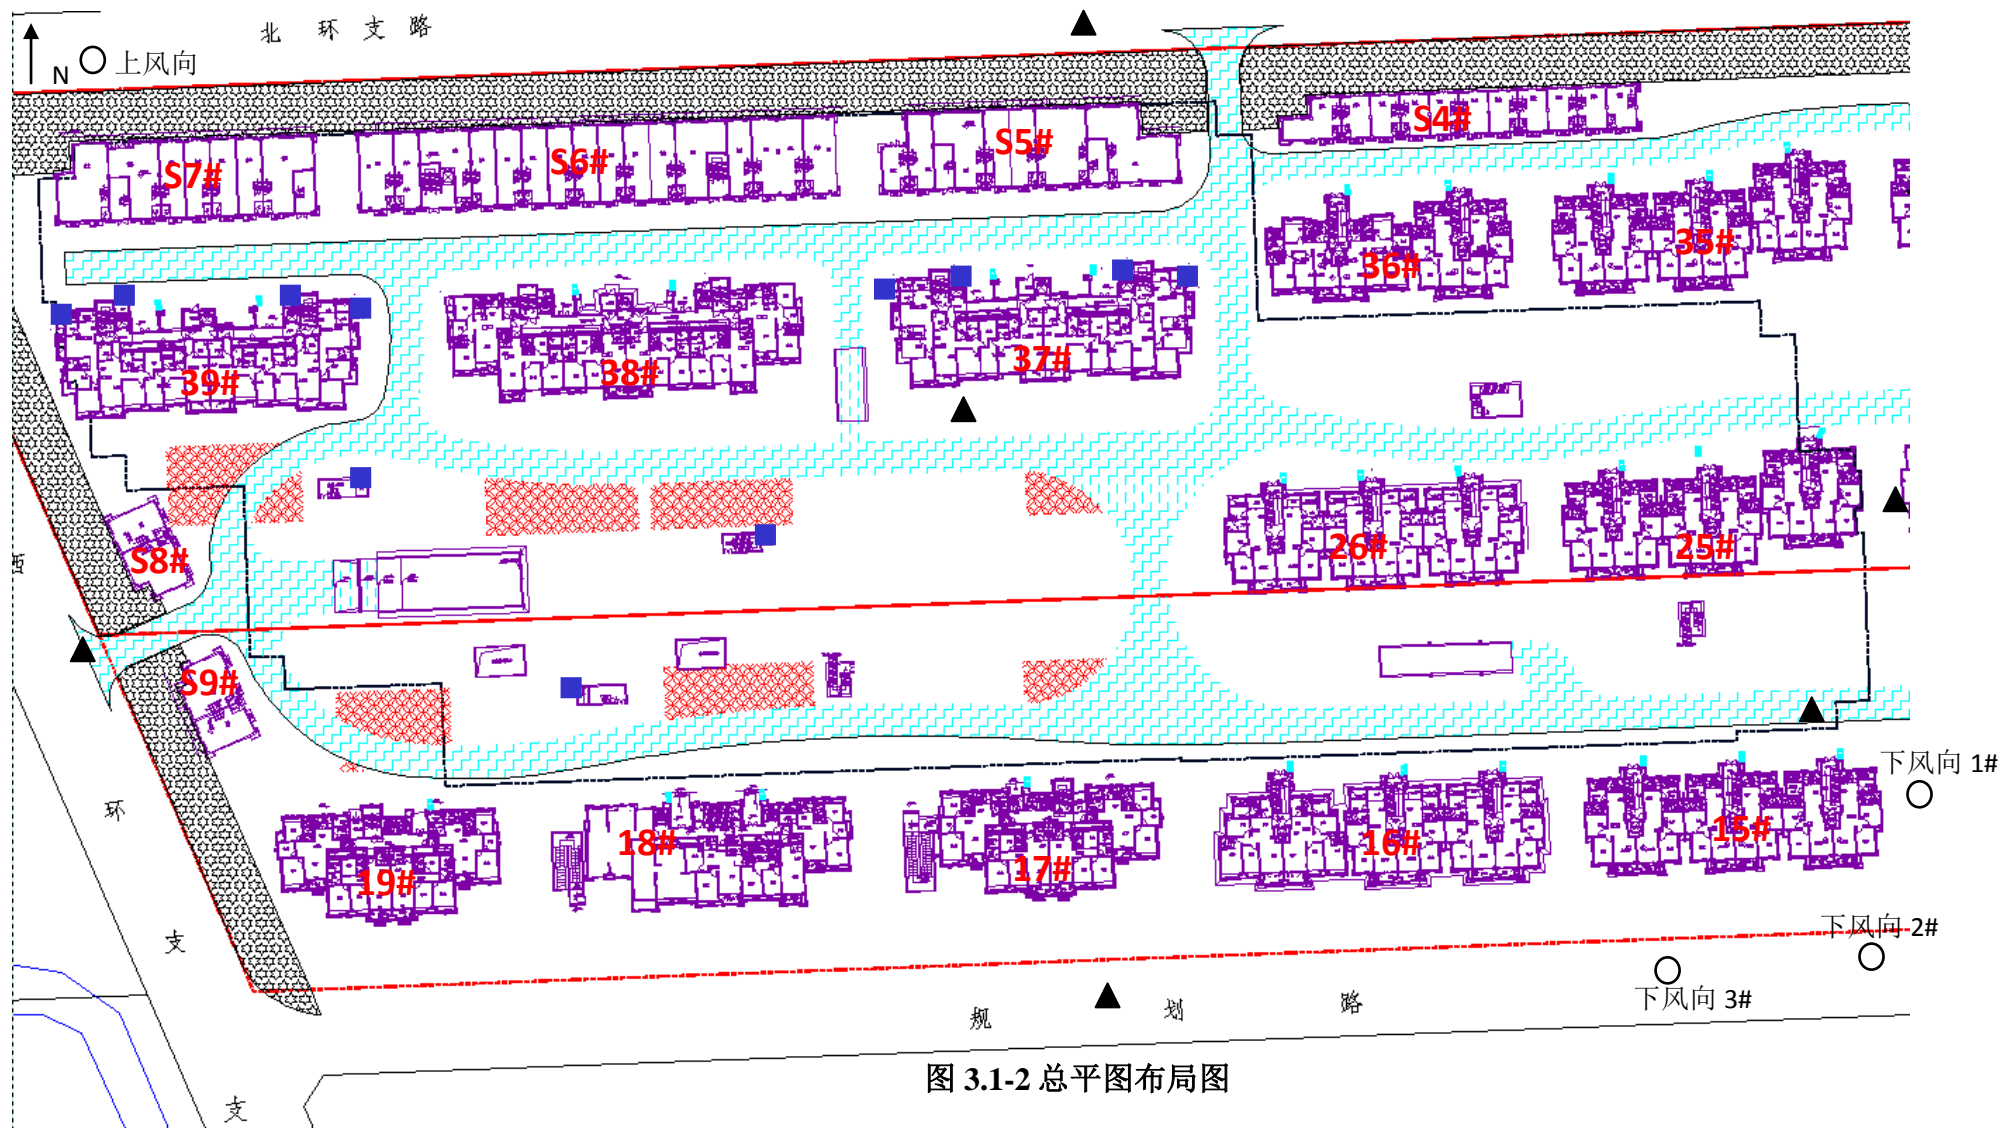 北 环 支 路
N 上风向
S4#
S5#
S6#
S7#
35#
36#
37#
38#
39#
26#
25#
S8#
西
S9#
下风向 1#
环
15#
16#
18#
17#
19#
下风向 2#
支
下风向 3#
规 划 路
图 3.1-2 总平图布局图
支